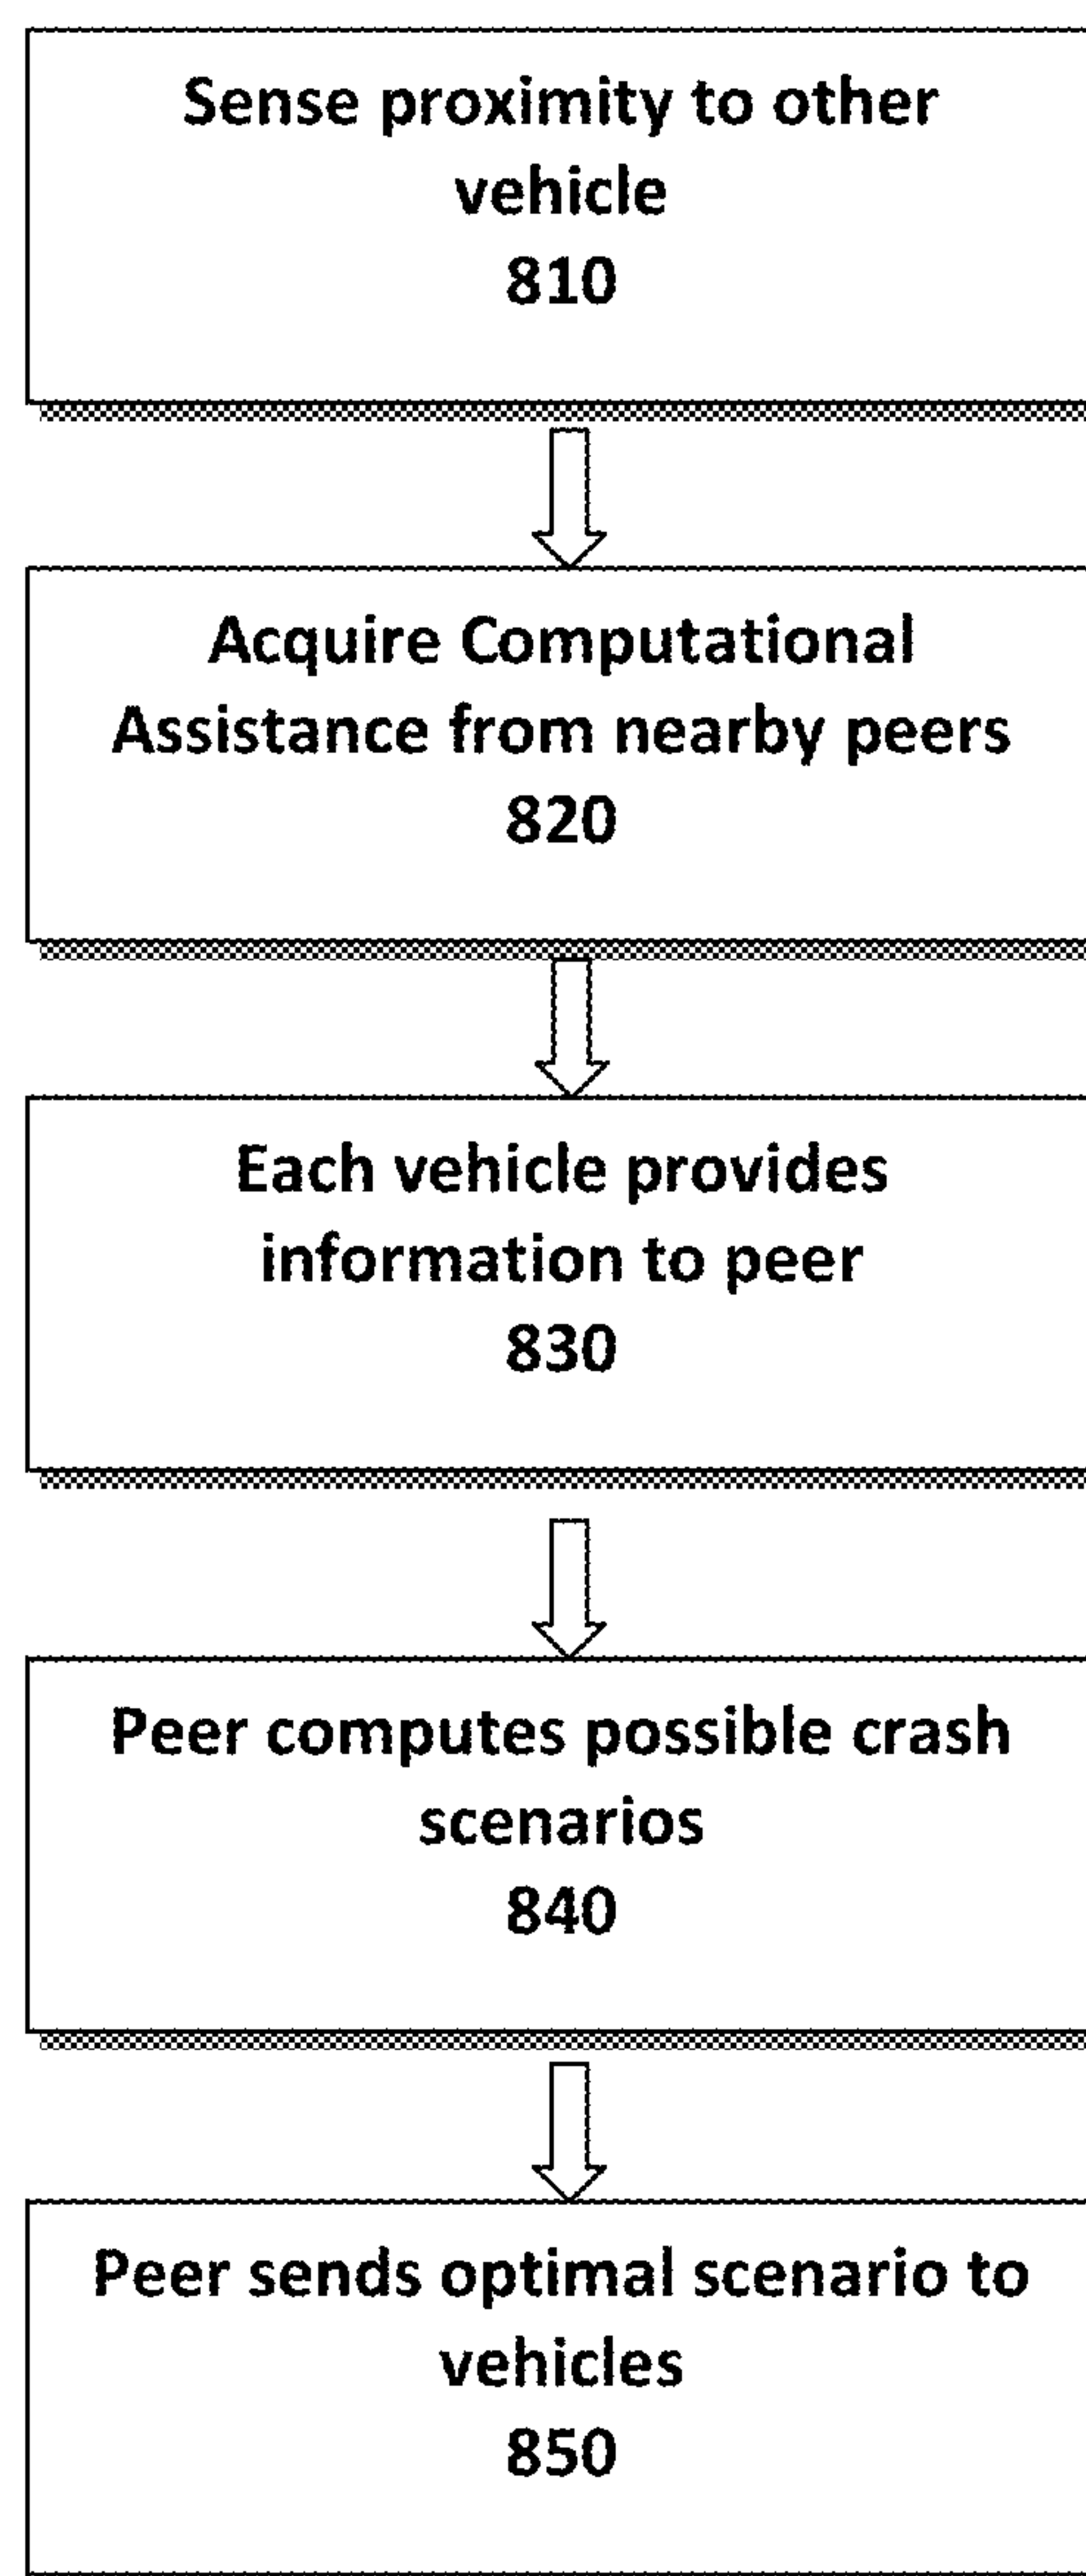 Sense proximity to other
vehicle
810
Acquire Computational
Assistance from nearby peers
820
Each vehicle provides
information to peer
830
Peer computes possible crash
scenarios
840
Peer sends optimal scenario to
vehicles
850